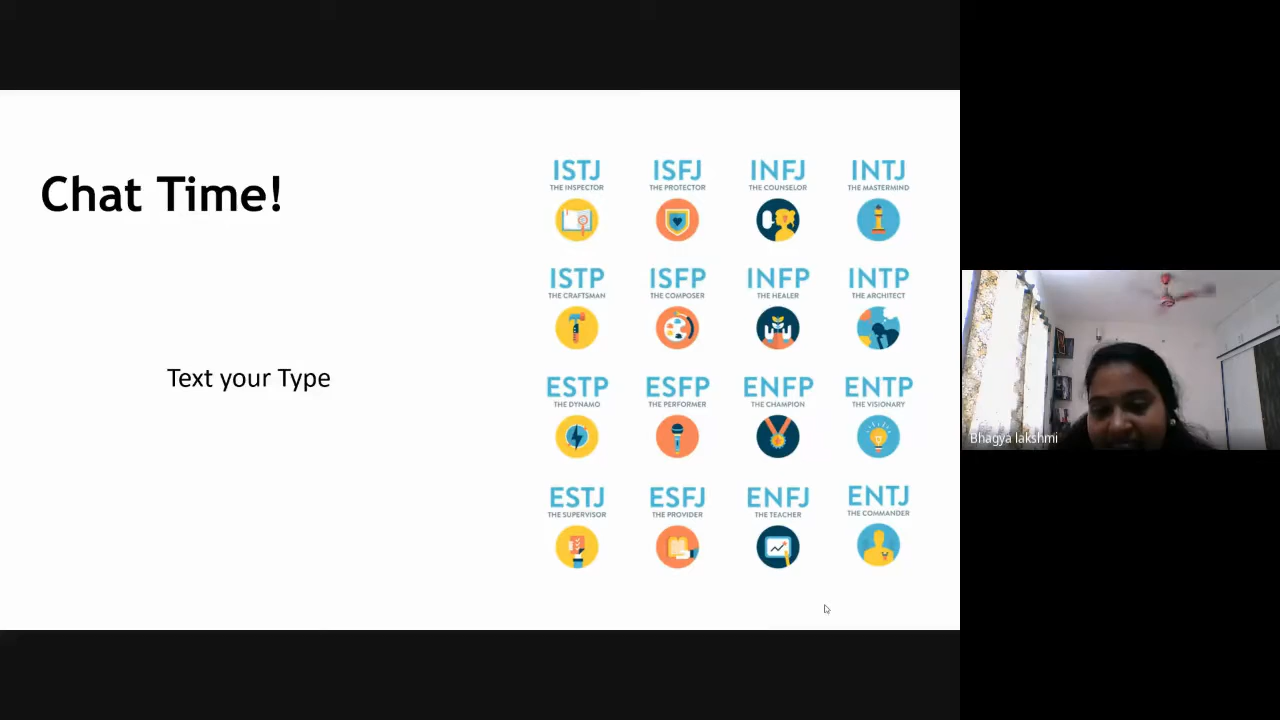 Chat Time!
Text your Type
ISTJ ISFJ INFJ INTJ
THE INSPECTOR THE PROTECTOR THE COUNSELOR THE MASTERMIND
ISTP ISFP INFP INTP
THE CRAFTSMAN THE COMPOSER THE HEALER THE ARCHITECT
ESTP ESFP ENFP ENTP
THE DYNAMO THE PERFORMER THE CHAMPION THE VISIONARY
ESTJ ESFJ ENFJ ENTJ
THE SUPERVISOR THE PROVIDER THE TEACHER THE COMMANDER
Bhagya lakshmi